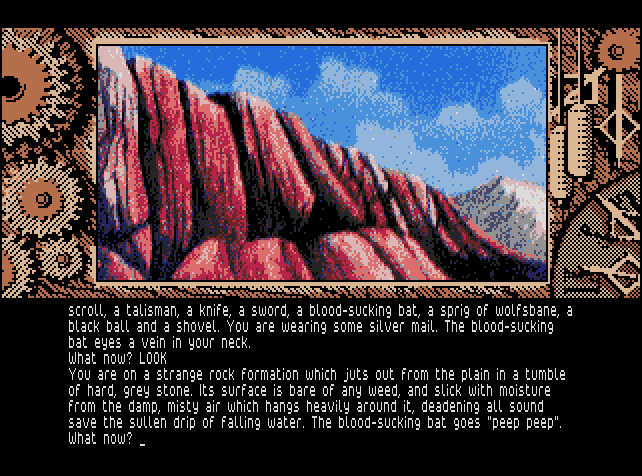 scroll, a talisman, a knife, a sword, a blood-sucking bat, a sprig of wolfsbane, a
black ball and a shovel. You are wearing some silver mail. The blood-sucking
bat eyes a vein in your neck.
What now? LOOK
You are on a strange rock formation which juts out from the plain in a tumble
of hard, grey stone. Its surface is bare of any weed, and slick with moisture
from the damp, misty air which hangs heavily around it, deadening all sound
save the sullen drip of falling water. The blood-sucking bat goes "peep peep".
What now? _